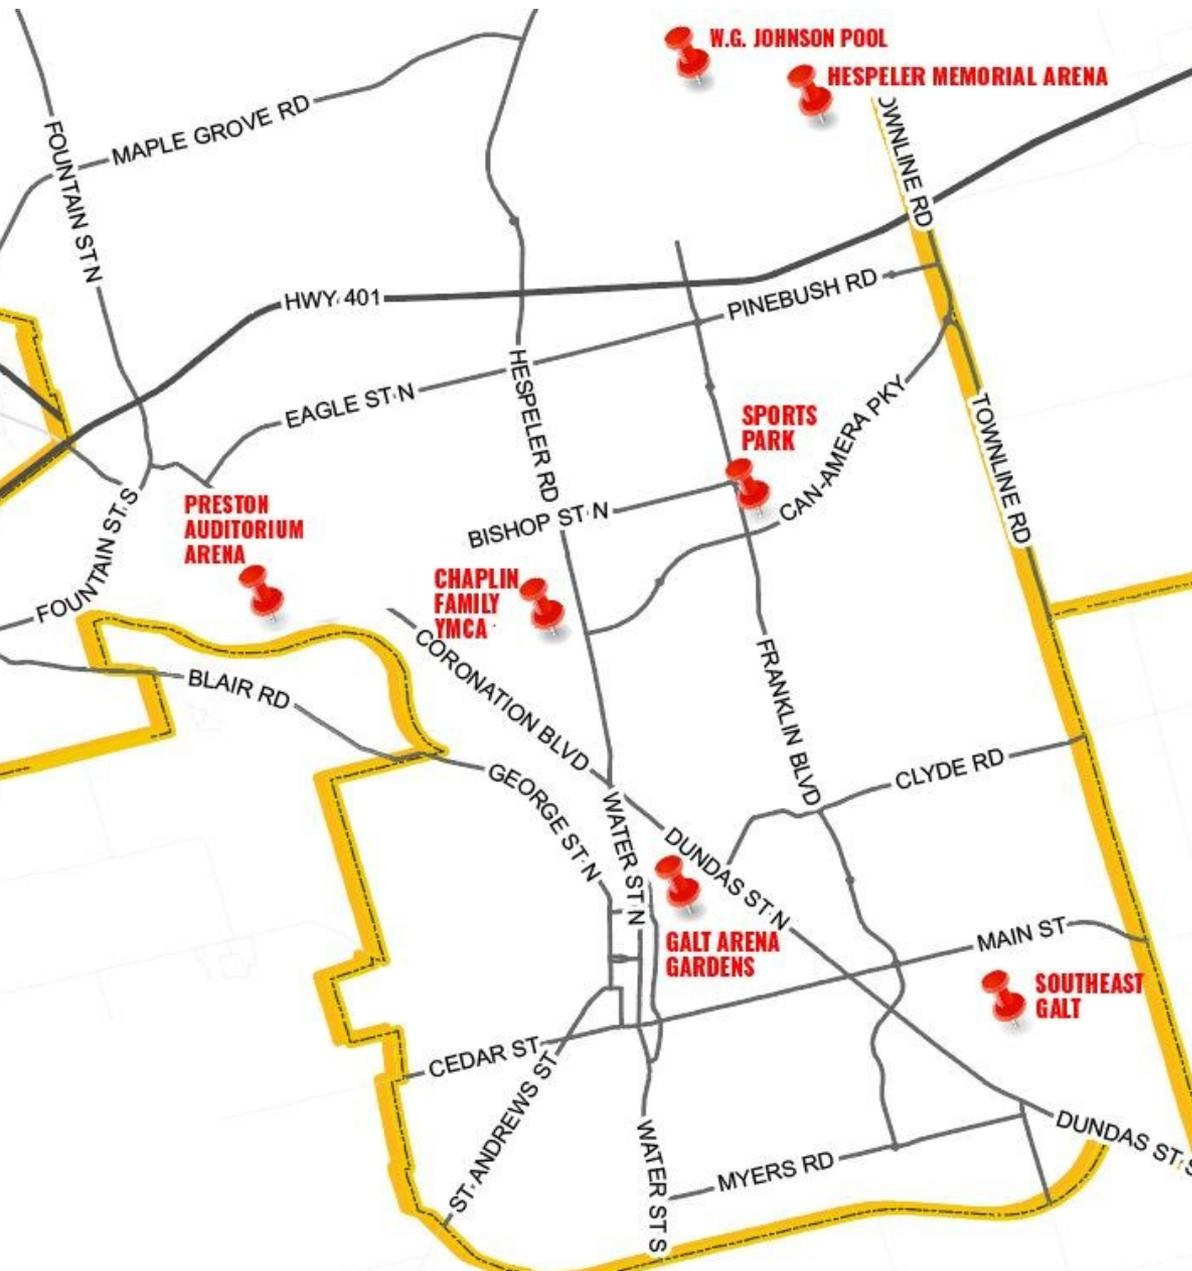 W.G. JOHNSON POOL
HESPELER MEMORIAL ARENA
OWNLINE RD
MAPLE GROVE RD
FOUNTAIN ST N
HWY 401
PINEBUSH RD
EAGLE ST N
HESPELER RD
SPORTS
PARK
CAN-AMERA PKY
TOWNLINE RD
BISHOP ST N
PRESTON
AUDITORIUM
ARENA
FOUNTAIN ST S
CHAPLIN
FAMILY
YMCA
CORONATION BLVD
BLAIR RD
FRANKLIN BLVD
CLYDE RD
GEORGE ST N
WATER ST N
DUNDAS ST N
GALT ARENA
GARDENS
MAIN ST
SOUTHEAST
GALT
CEDAR ST
ST ANDREWS ST
WATER ST S
MYERS RD
DUNDAS ST S